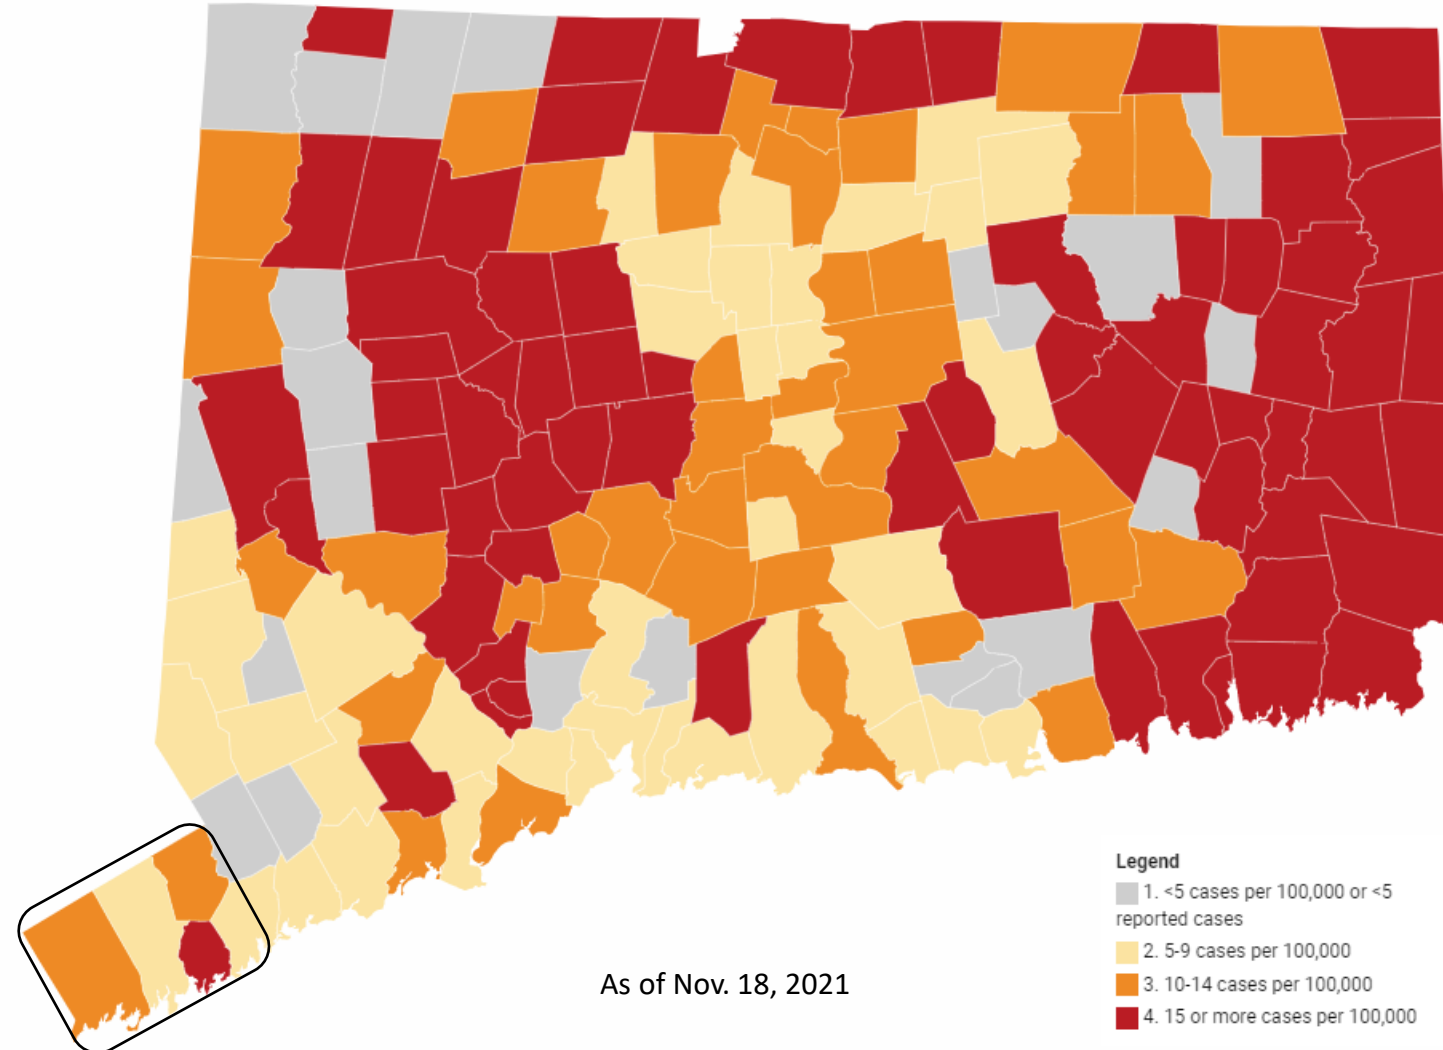 Legend
1. <5 cases per 100,000 or <5
reported cases
2. 5-9 cases per 100,000
3. 10-14 cases per 100,000
4. 15 or more cases per 100,000
As of Nov. 18, 2021